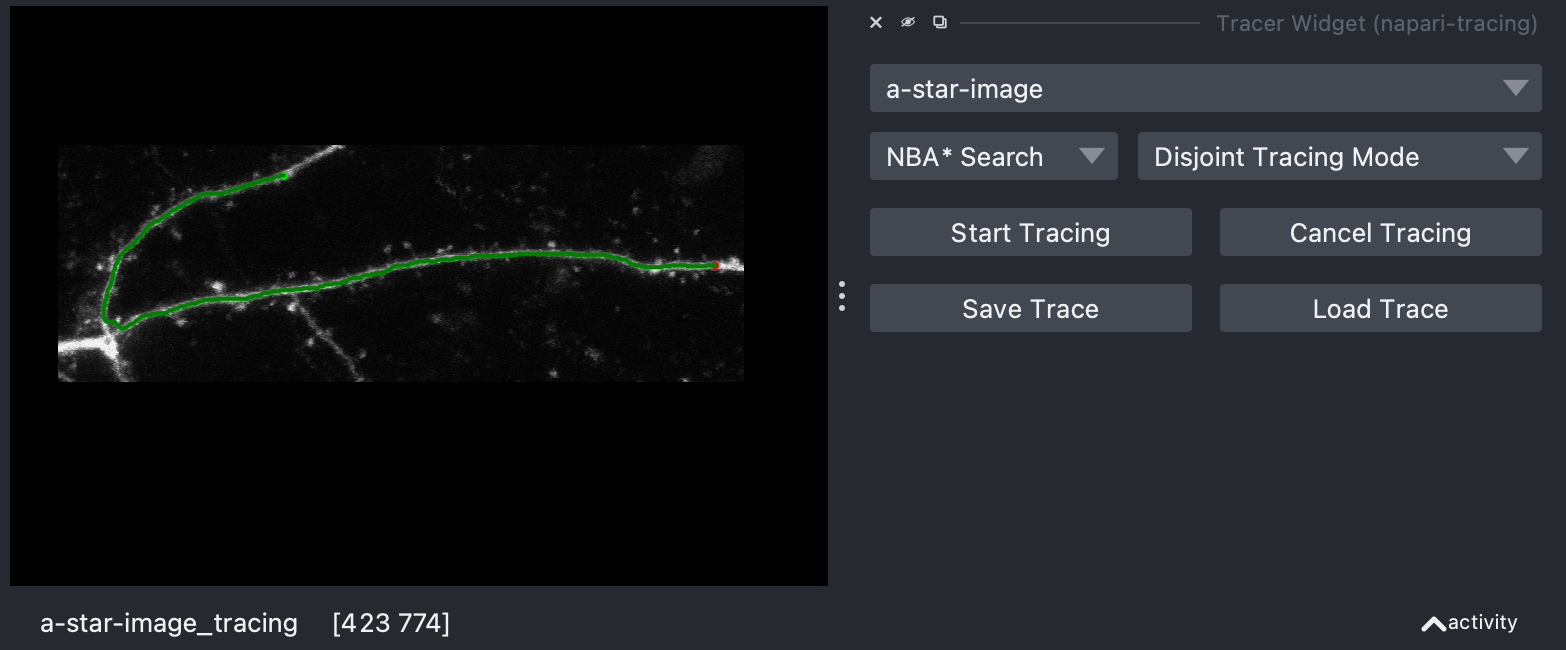 Tracer Widget (napari-tracing)
a-star-image
NBA* Search
Disjoint Tracing Mode
Start Tracing
Cancel Tracing
Save Trace
Load Trace
a-star-image_tracing [423 774]
activity